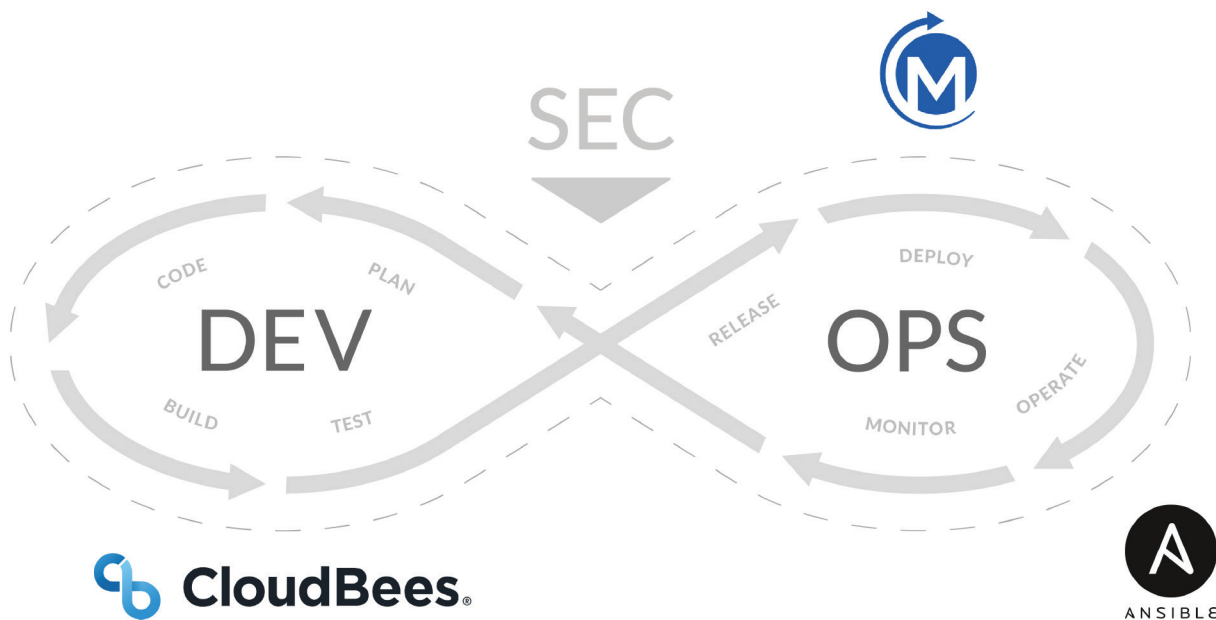 M
SEC
CODE
PLAN
DEPLOY
DEV
RELEASE
OPS
OPERATE
BUILD
TEST
MONITOR
CloudBees®
A
ANSIBLE